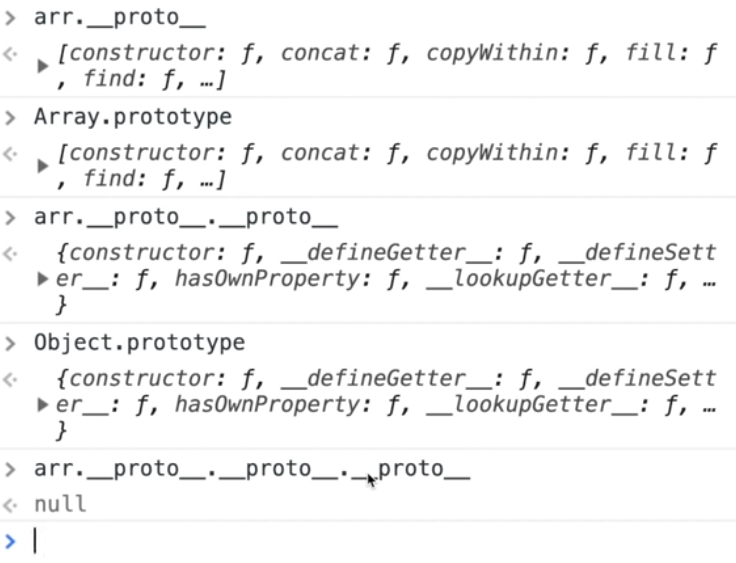 > arr.__proto__
<· ▶ [constructor: ƒ, concat: ƒ, copyWithin: ƒ, fill: ƒ
, find: ƒ, …]
> Array.prototype
<· ▶ [constructor: ƒ, concat: ƒ, copyWithin: ƒ, fill: ƒ
, find: ƒ, …]
> arr.__proto__.__proto__
<· {constructor: ƒ, __defineGetter__: ƒ, __defineSett
▶ er__: ƒ, hasOwnProperty: ƒ, __lookupGetter__: ƒ, …
}
> Object.prototype
<· {constructor: ƒ, __defineGetter__: ƒ, __defineSett
▶ er__: ƒ, hasOwnProperty: ƒ, __lookupGetter__: ƒ, …
}
> arr.__proto__.__proto__.__proto__
<· null
>